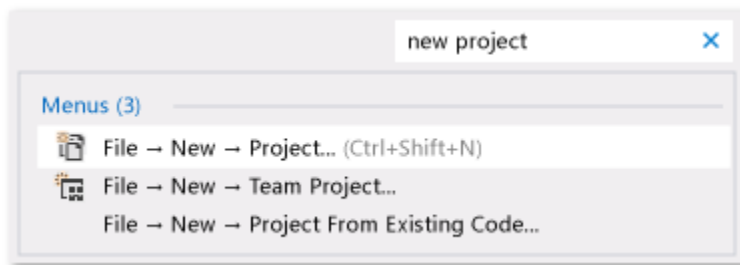 new project
Menus (3)
File → New → Project... (Ctrl+Shift+N)
File → New → Team Project...
File → New → Project From Existing Code...